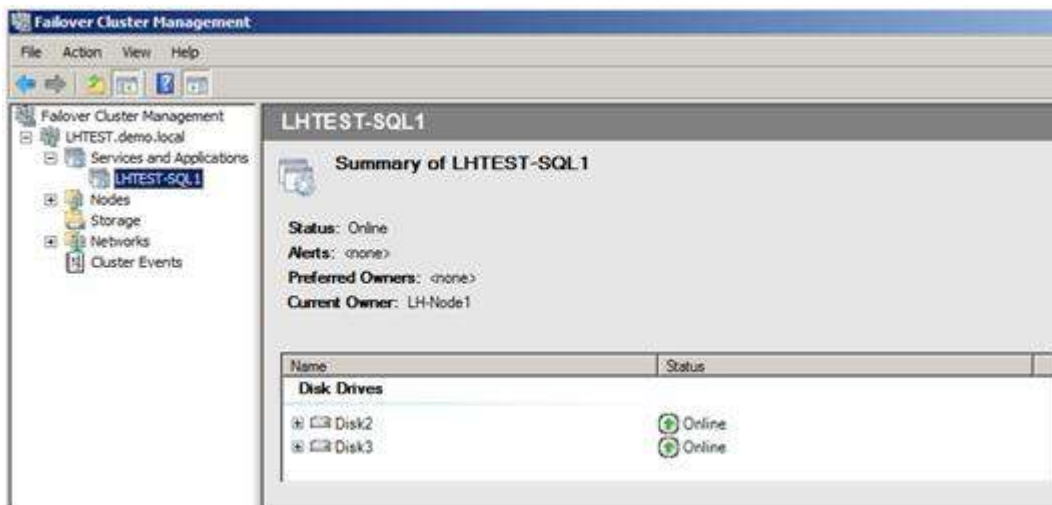 Failover Cluster Management
File Action View Help
Failover Cluster Management
LHTEST.demo.local
Services and Applications
LHTEST-SQL1
Nodes
Storage
Networks
Cluster Events
LHTEST-SQL1
Summary of LHTEST-SQL1
Status: Online
Alerts: <none>
Preferred Owners: <none>
Current Owner: LH-Node1
Name Status
Disk Drives
Disk2 Online
Disk3 Online